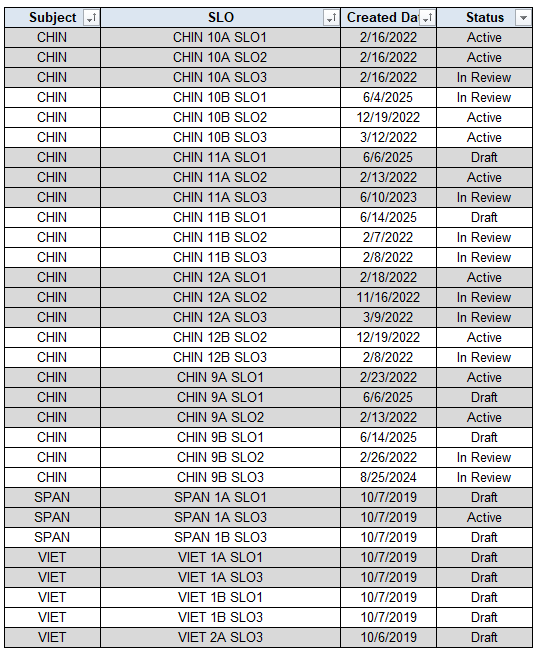 Subject SLO Created Dat Status
CHIN CHIN 10A SLO1 2/16/2022 Active
CHIN CHIN 10A SLO2 2/16/2022 Active
CHIN CHIN 10A SLO3 2/16/2022 In Review
CHIN CHIN 10B SLO1 6/4/2025 In Review
CHIN CHIN 10B SLO2 12/19/2022 Active
CHIN CHIN 10B SLO3 3/12/2022 Active
CHIN CHIN 11A SLO1 6/6/2025 Draft
CHIN CHIN 11A SLO2 2/13/2022 Active
CHIN CHIN 11A SLO3 6/10/2023 In Review
CHIN CHIN 11B SLO1 6/14/2025 Draft
CHIN CHIN 11B SLO2 2/7/2022 In Review
CHIN CHIN 11B SLO3 2/8/2022 In Review
CHIN CHIN 12A SLO1 2/18/2022 Active
CHIN CHIN 12A SLO2 11/16/2022 In Review
CHIN CHIN 12A SLO3 3/9/2022 In Review
CHIN CHIN 12B SLO2 12/19/2022 Active
CHIN CHIN 12B SLO3 2/8/2022 In Review
CHIN CHIN 9A SLO1 2/23/2022 Active
CHIN CHIN 9A SLO1 6/6/2025 Draft
CHIN CHIN 9A SLO2 2/13/2022 Active
CHIN CHIN 9B SLO1 6/14/2025 Draft
CHIN CHIN 9B SLO2 2/26/2022 In Review
CHIN CHIN 9B SLO3 8/25/2024 In Review
SPAN SPAN 1A SLO1 10/7/2019 Draft
SPAN SPAN 1A SLO3 10/7/2019 Active
SPAN SPAN 1B SLO3 10/7/2019 Draft
VIET VIET 1A SLO1 10/7/2019 Draft
VIET VIET 1A SLO3 10/7/2019 Draft
VIET VIET 1B SLO1 10/7/2019 Draft
VIET VIET 1B SLO3 10/7/2019 Draft
VIET VIET 2A SLO3 10/6/2019 Draft